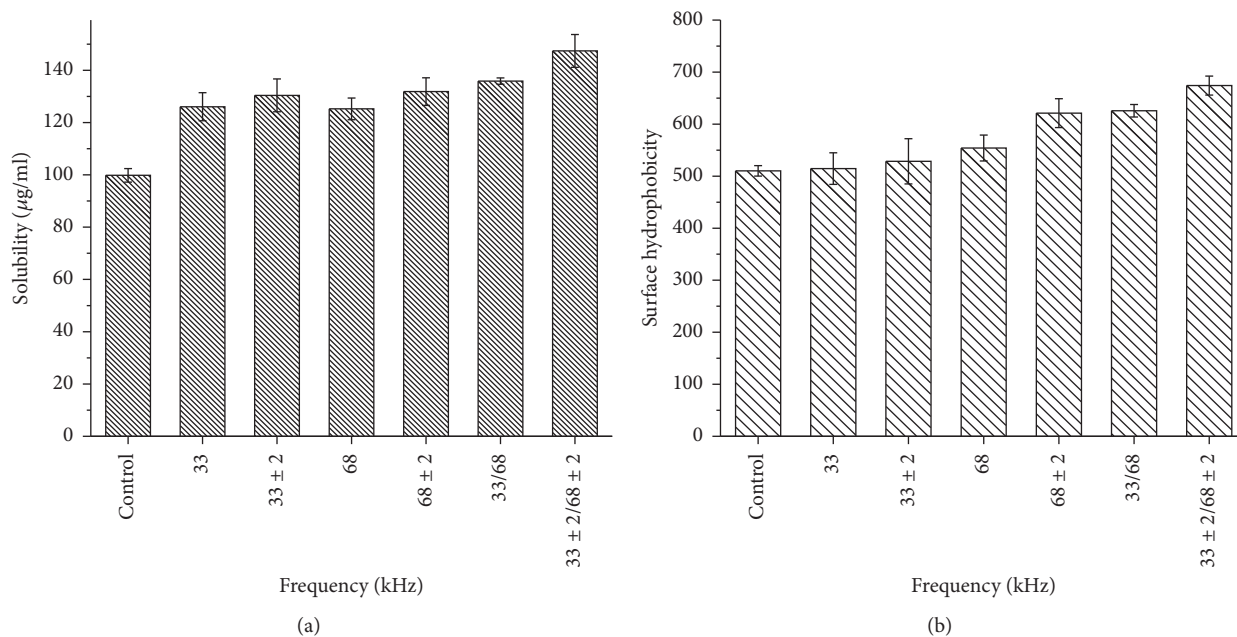 Solubility (μg/ml)
140
120
100
80
60
40
20
0
Control
33
33 ± 2
68
68 ± 2
33/68
33 ± 2/68 ± 2
Frequency (kHz)
(a)
Surface hydrophobicity
800
700
600
500
400
300
200
100
0
Control
33
33 ± 2
68
68 ± 2
33/68
33 ± 2/68 ± 2
Frequency (kHz)
(b)